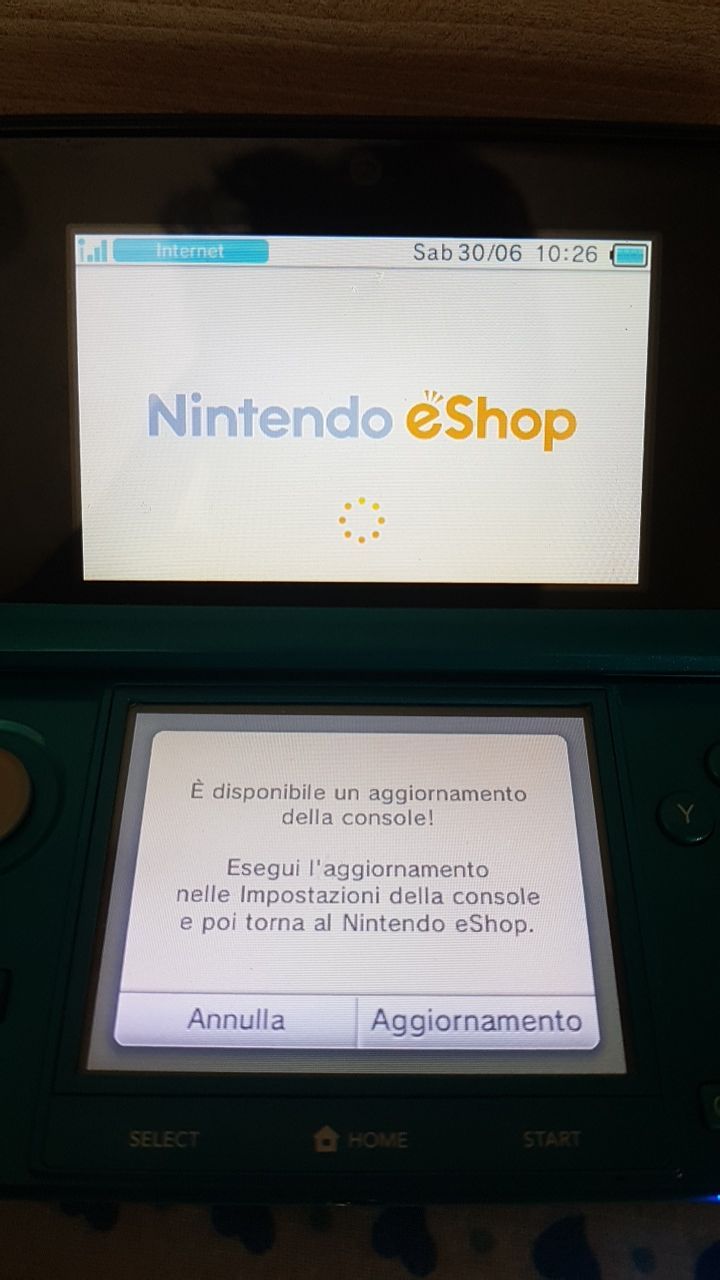 Internet Sab 30/06 10:26
Nintendo eShop
È disponibile un aggiornamento
della console!
Esegui l'aggiornamento
nelle Impostazioni della console
e poi torna al Nintendo eShop.
Annulla Aggiornamento
Y
SELECT HOME START